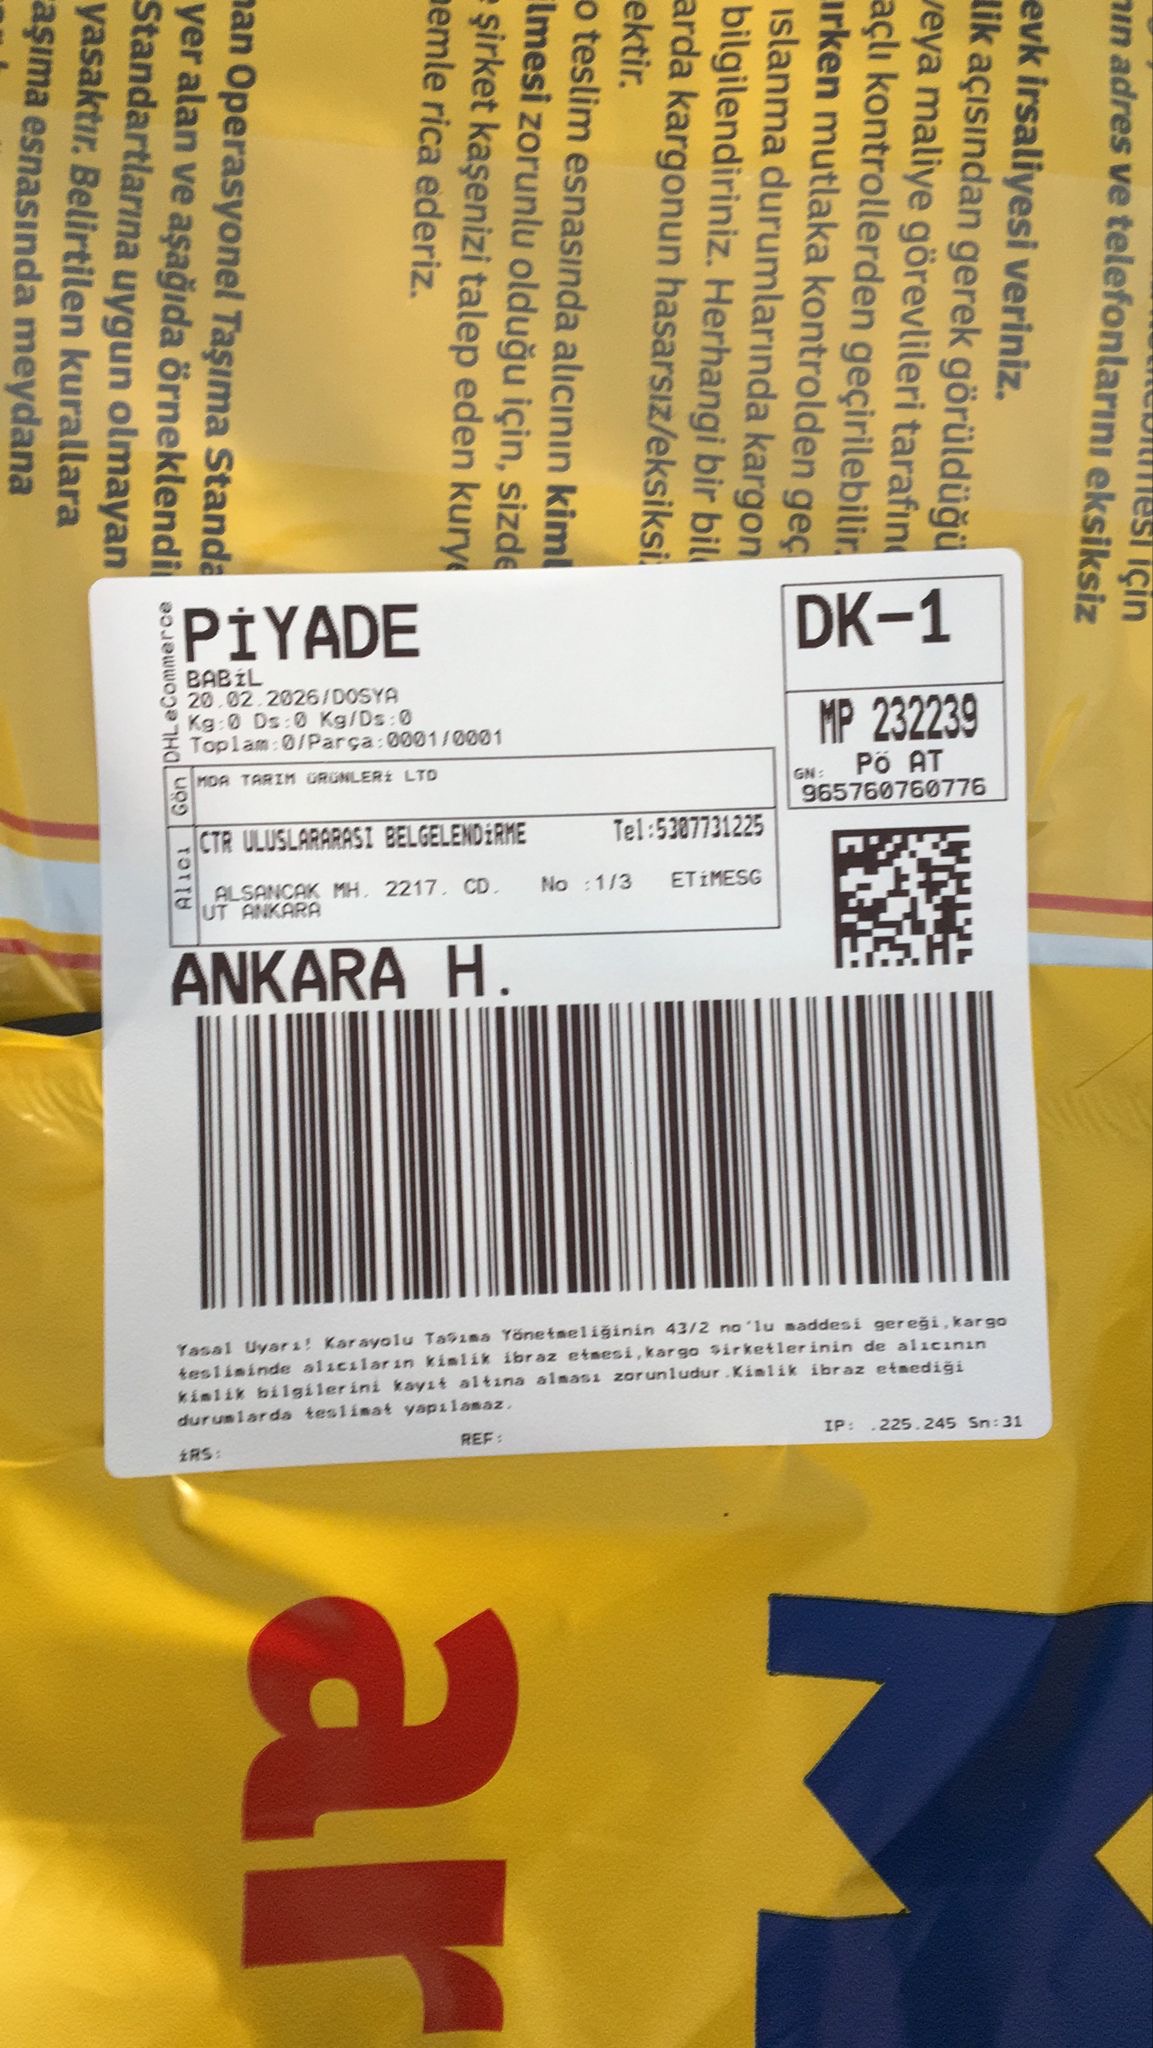 nın adres ve telefonlarını eksiksiz
evk irsaliyesi veriniz.
lik açısından gerek görüldüğü
veya maliye görevlileri tarafın
açlı kontrollerden geçirilebilir.
ırken mutlaka kontrolden geç
ıslanma durumlarında kargon
bilgilendiriniz. Herhangi bir bil
arda kargonun hasarsız/eksiksi
ektir.
o teslim esnasında alıcının kiml
ilmesi zorunlu olduğu için, sizde
şirket kaşenizi talep eden kurye
emle rica ederiz.
man Operasyonel Taşıma Standa
yer alan ve aşağıda örneklendi
Standartlarına uygun olmayan
yasaktır. Belirtilen kurallara
aşıma esnasında meydana
DHLeCommerce
PİYADE
BABİL
20.02.2026/DOSYA
Kg:0 Ds:0 Kg/Ds:0
Toplam:0/Parça:0001/0001
DK-1
MP 232239
PÖ AT
GN:
965760760776
Gön
MDA TARIM ÜRÜNLERİ LTD
Alıcı
CTR ULUSLARARASI BELGELENDİRME Tel:5307731225
ALSANCAK MH. 2217. CD. No :1/3 ETİMESG
UT ANKARA
ANKARA H.
Yasal Uyarı! Karayolu Taşıma Yönetmeliğinin 43/2 no'lu maddesi gereği,kargo
tesliminde alıcıların kimlik ibraz etmesi,kargo şirketlerinin de alıcının
kimlik bilgilerini kayıt altına alması zorunludur.Kimlik ibraz etmediği
durumlarda teslimat yapılamaz.
İRS: REF: IP: .225.245 Sn:31
ar